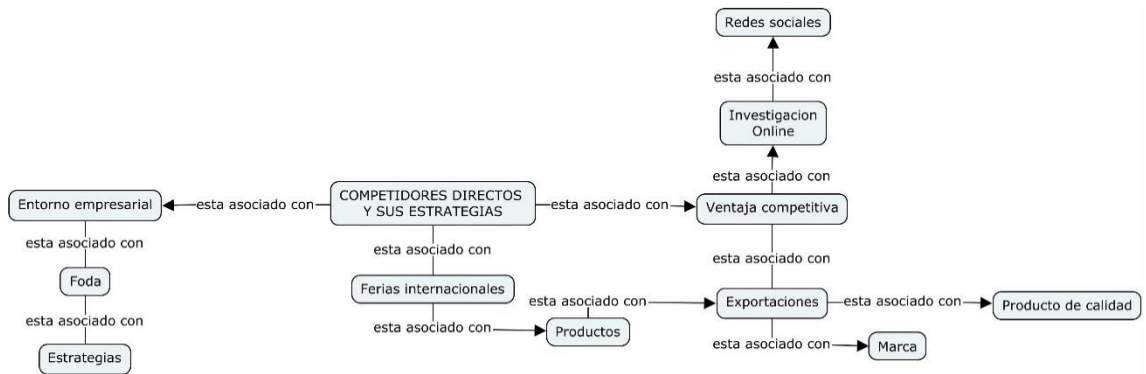 Redes sociales
esta asociado con
Investigacion
Online
esta asociado con
Entorno empresarial
esta asociado con
COMPETIDORES DIRECTOS
Y SUS ESTRATEGIAS
esta asociado con
Ventaja competitiva
esta asociado con
esta asociado con
esta asociado con
Foda
Ferias internacionales
esta asociado con
Exportaciones
esta asociado con
Producto de calidad
esta asociado con
esta asociado con
Productos
esta asociado con
Marca
Estrategias